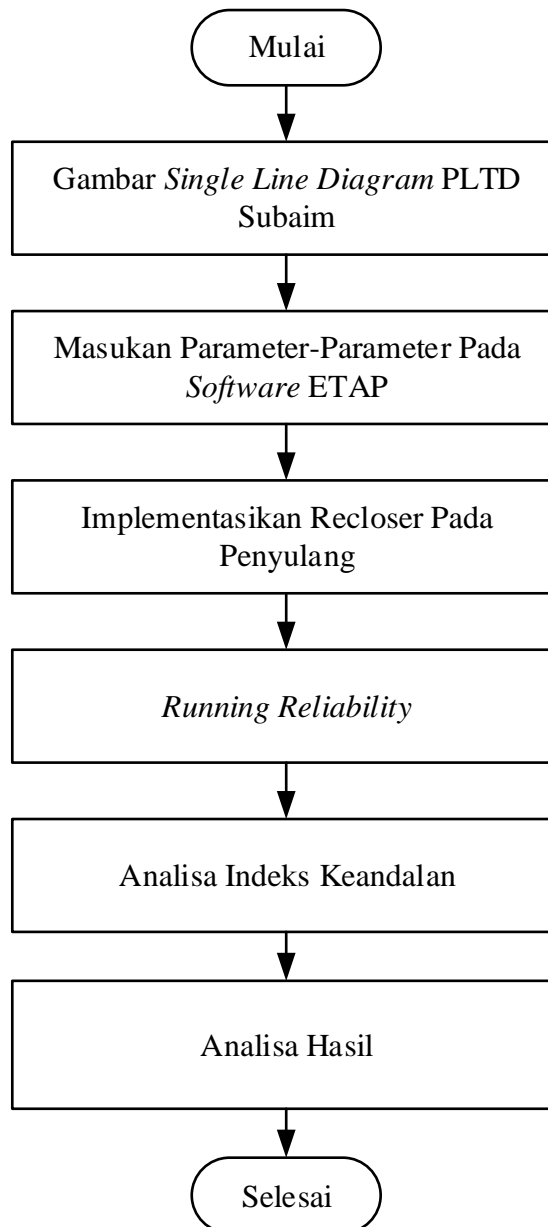 Mulai
Gambar Single Line Diagram PLTD
Subaim
Masukan Parameter-Parameter Pada
Software ETAP
Implementasikan Recloser Pada
Penyulang
Running Reliability
Analisa Indeks Keandalan
Analisa Hasil
Selesai